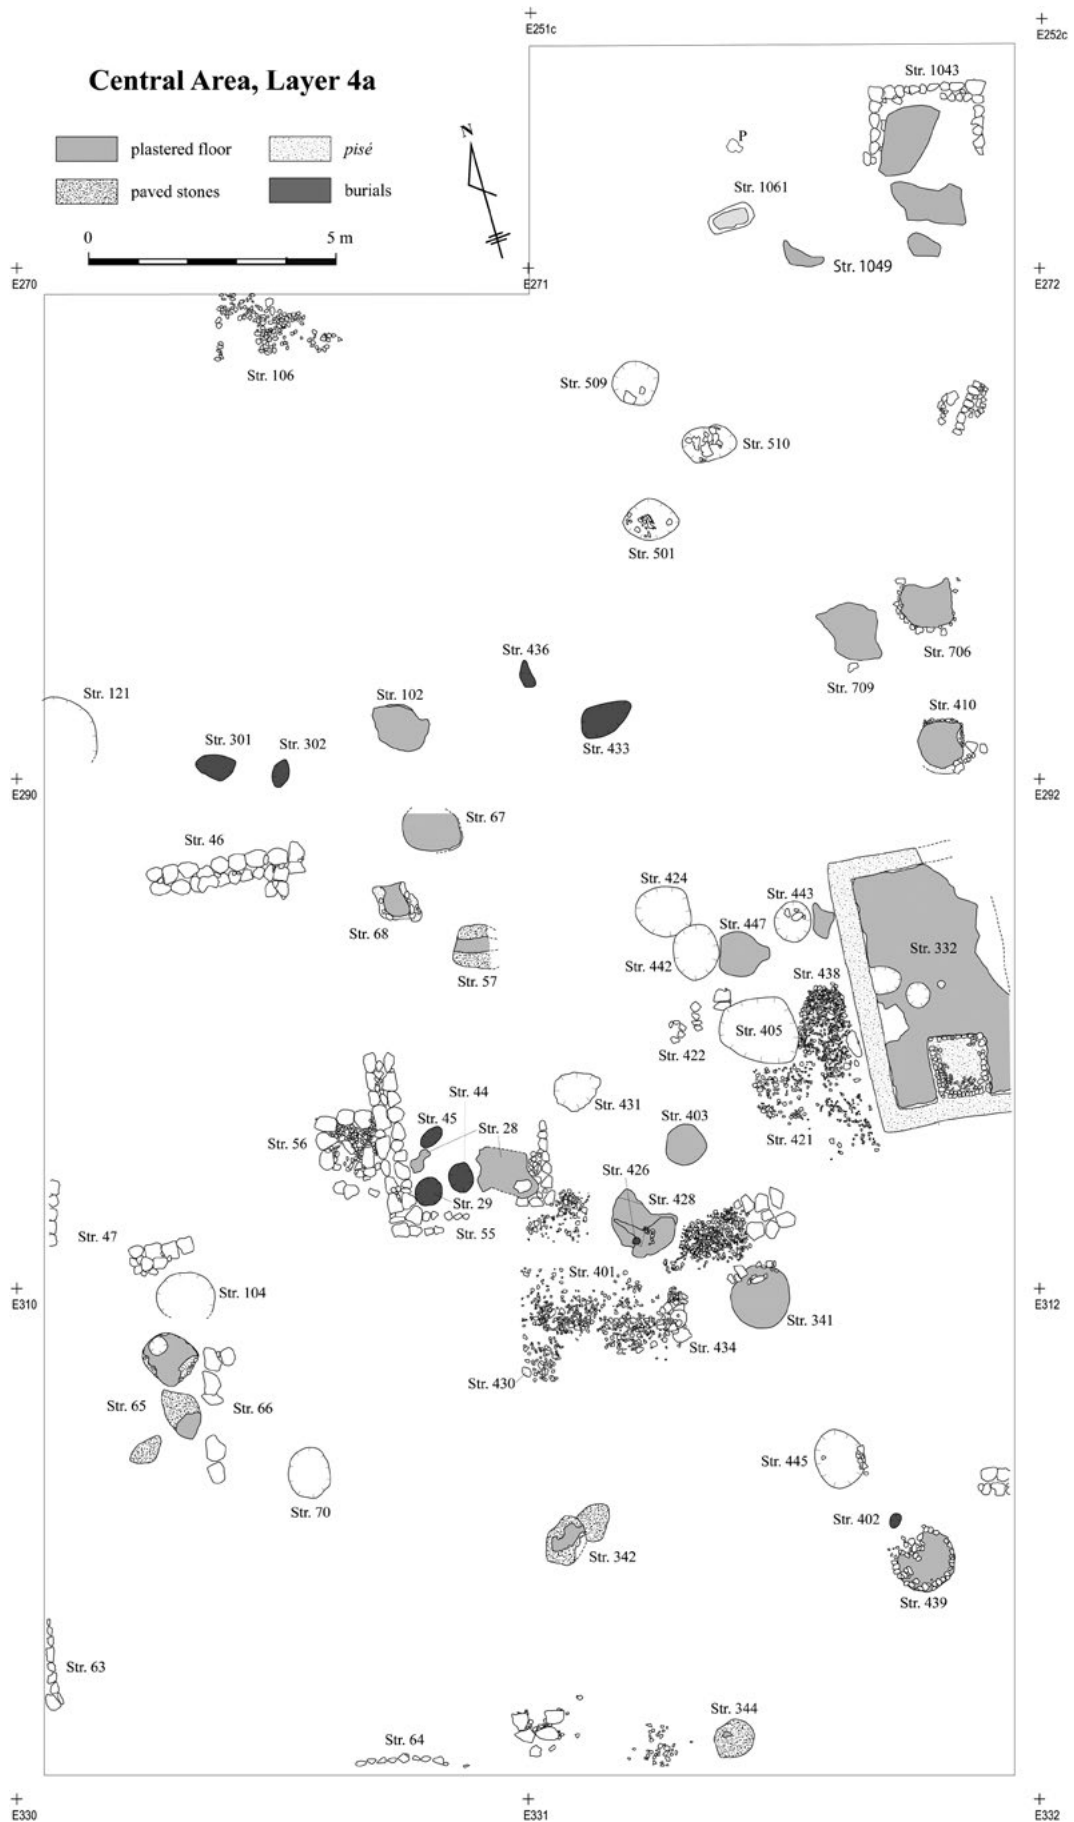 E251c
E252c
Central Area, Layer 4a
plastered floor
pisé
paved stones
burials
0 5 m
N
P
Str. 1043
Str. 1061
Str. 1049
E270
E271
E272
Str. 106
Str. 509
Str. 510
Str. 501
Str. 436
Str. 706
Str. 709
Str. 121
Str. 102
Str. 410
Str. 301
Str. 302
Str. 433
E290
E292
Str. 67
Str. 46
Str. 424
Str. 443
Str. 447
Str. 68
Str. 332
Str. 442
Str. 438
Str. 57
Str. 405
Str. 422
Str. 44
Str. 431
Str. 45
Str. 28
Str. 403
Str. 421
Str. 56
Str. 426
Str. 428
Str. 29
Str. 55
Str. 47
Str. 401
Str. 104
E310
E312
Str. 341
Str. 434
Str. 430
Str. 65
Str. 66
Str. 445
Str. 70
Str. 402
Str. 342
Str. 439
Str. 63
Str. 344
Str. 64
E330
E331
E332